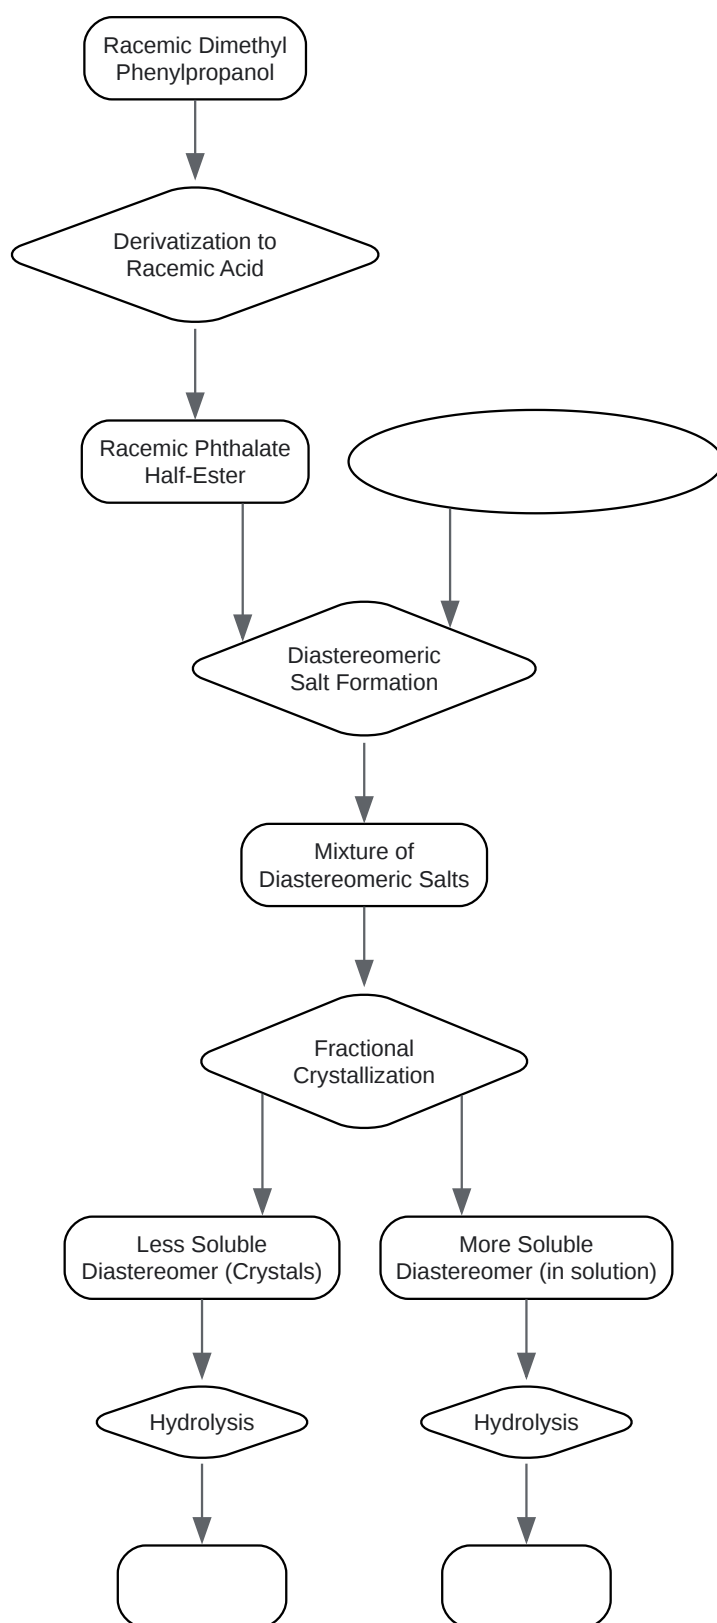 Racemic Dimethyl
Phenylpropanol
Derivatization to
Racemic Acid
Racemic Phthalate
Half-Ester
Diastereomeric
Salt Formation
Mixture of
Diastereomeric Salts
Fractional
Crystallization
Less Soluble
Diastereomer (Crystals)
More Soluble
Diastereomer (in solution)
Hydrolysis
Hydrolysis